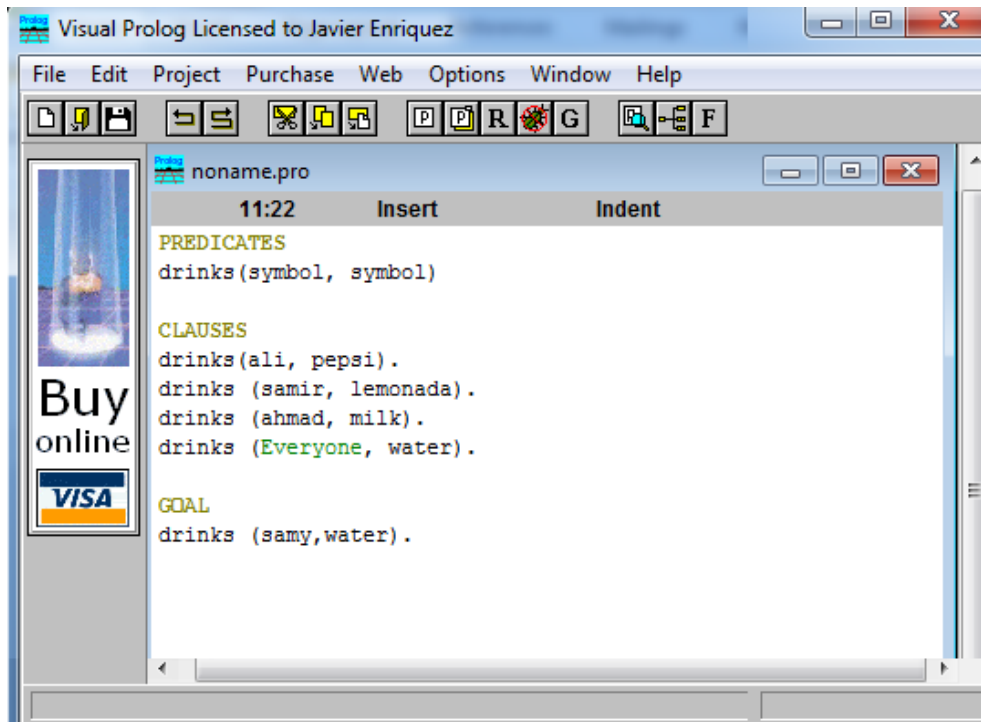 Visual Prolog Licensed to Javier Enriquez
File Edit Project Purchase Web Options Window Help
P P R G F
Prolog
noname.pro
11:22 Insert Indent
PREDICATES
drinks(symbol, symbol)
CLAUSES
drinks(ali, pepsi).
drinks (samir, lemonada).
drinks (ahmad, milk).
drinks (Everyone, water).
GOAL
drinks (samy,water).
Buy
online
VISA